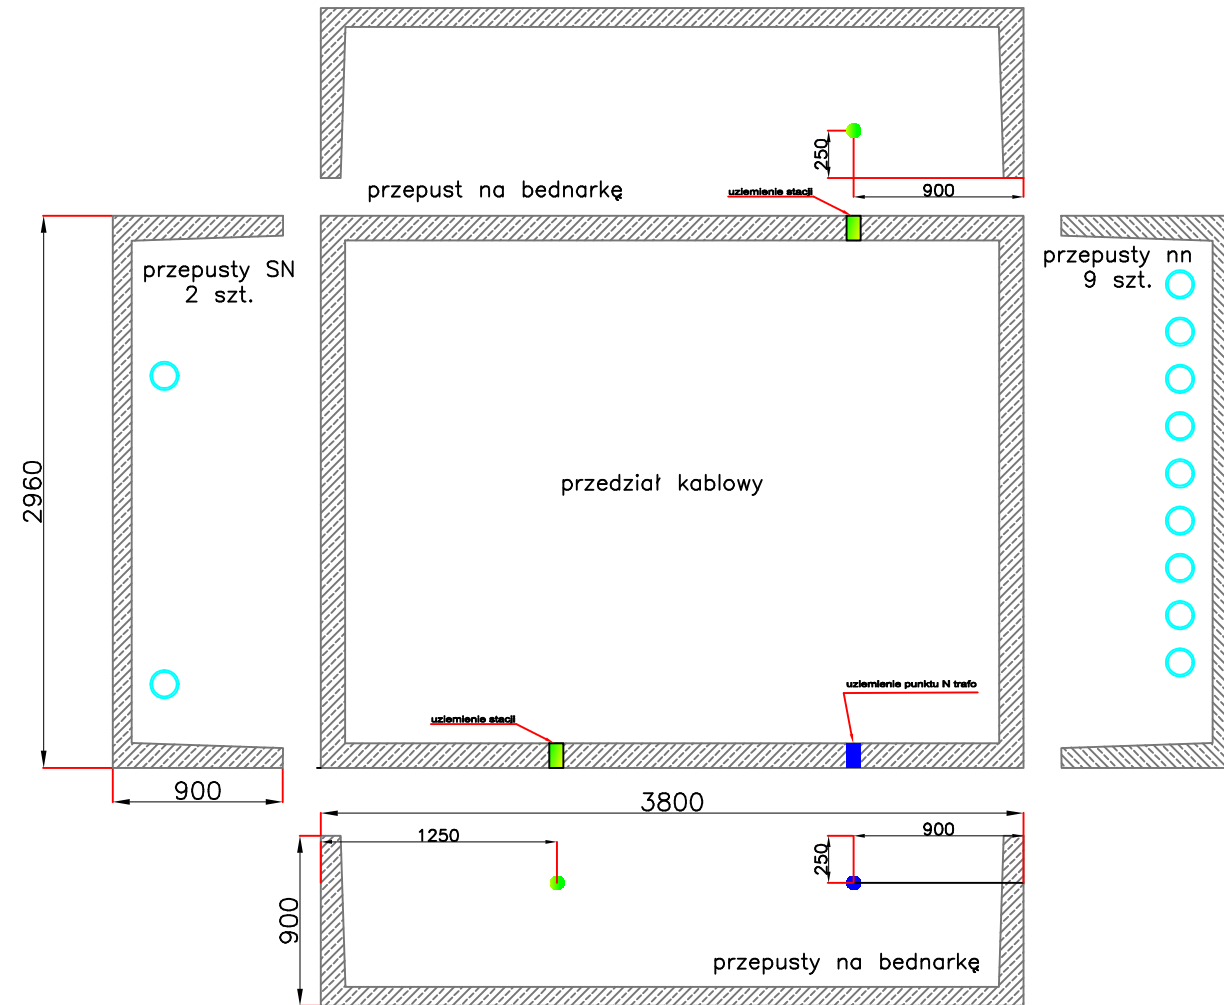 250
900
przepust na bednarkę
uziemienie stacji
przepusty SN
2 szt.
przepusty nn
9 szt.
2960
przedział kablowy
uziemienie punktu N trafo
uziemienie stacji
900
3800
1250
900
250
900
przepusty na bednarkę